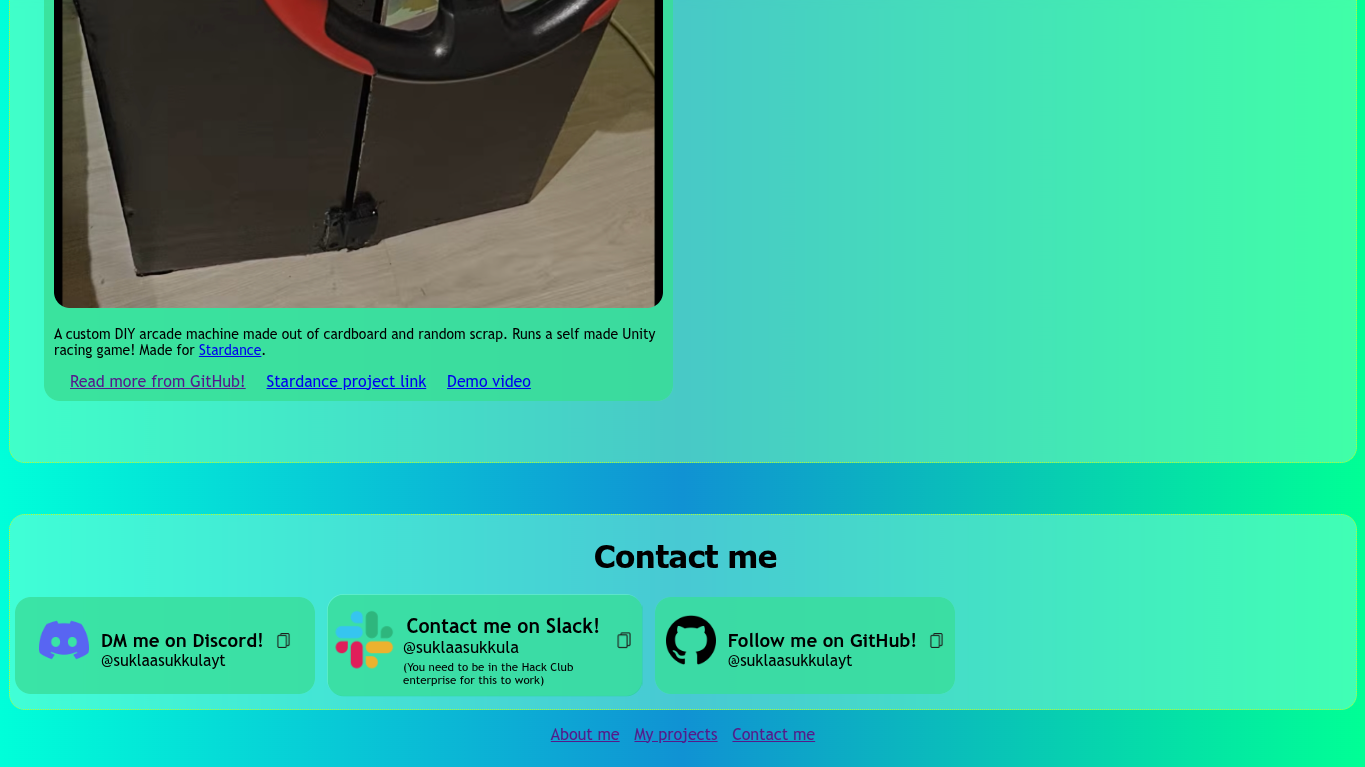 A custom DIY arcade machine made out of cardboard and random scrap. Runs a self made Unity
racing game! Made for Stardance.
Read more from GitHub! Stardance project link Demo video
Contact me
DM me on Discord!
@suklaasukkulayt
Contact me on Slack!
@suklaasukkula
(You need to be in the Hack Club
enterprise for this to work)
Follow me on GitHub!
@suklaasukkulayt
About me My projects Contact me